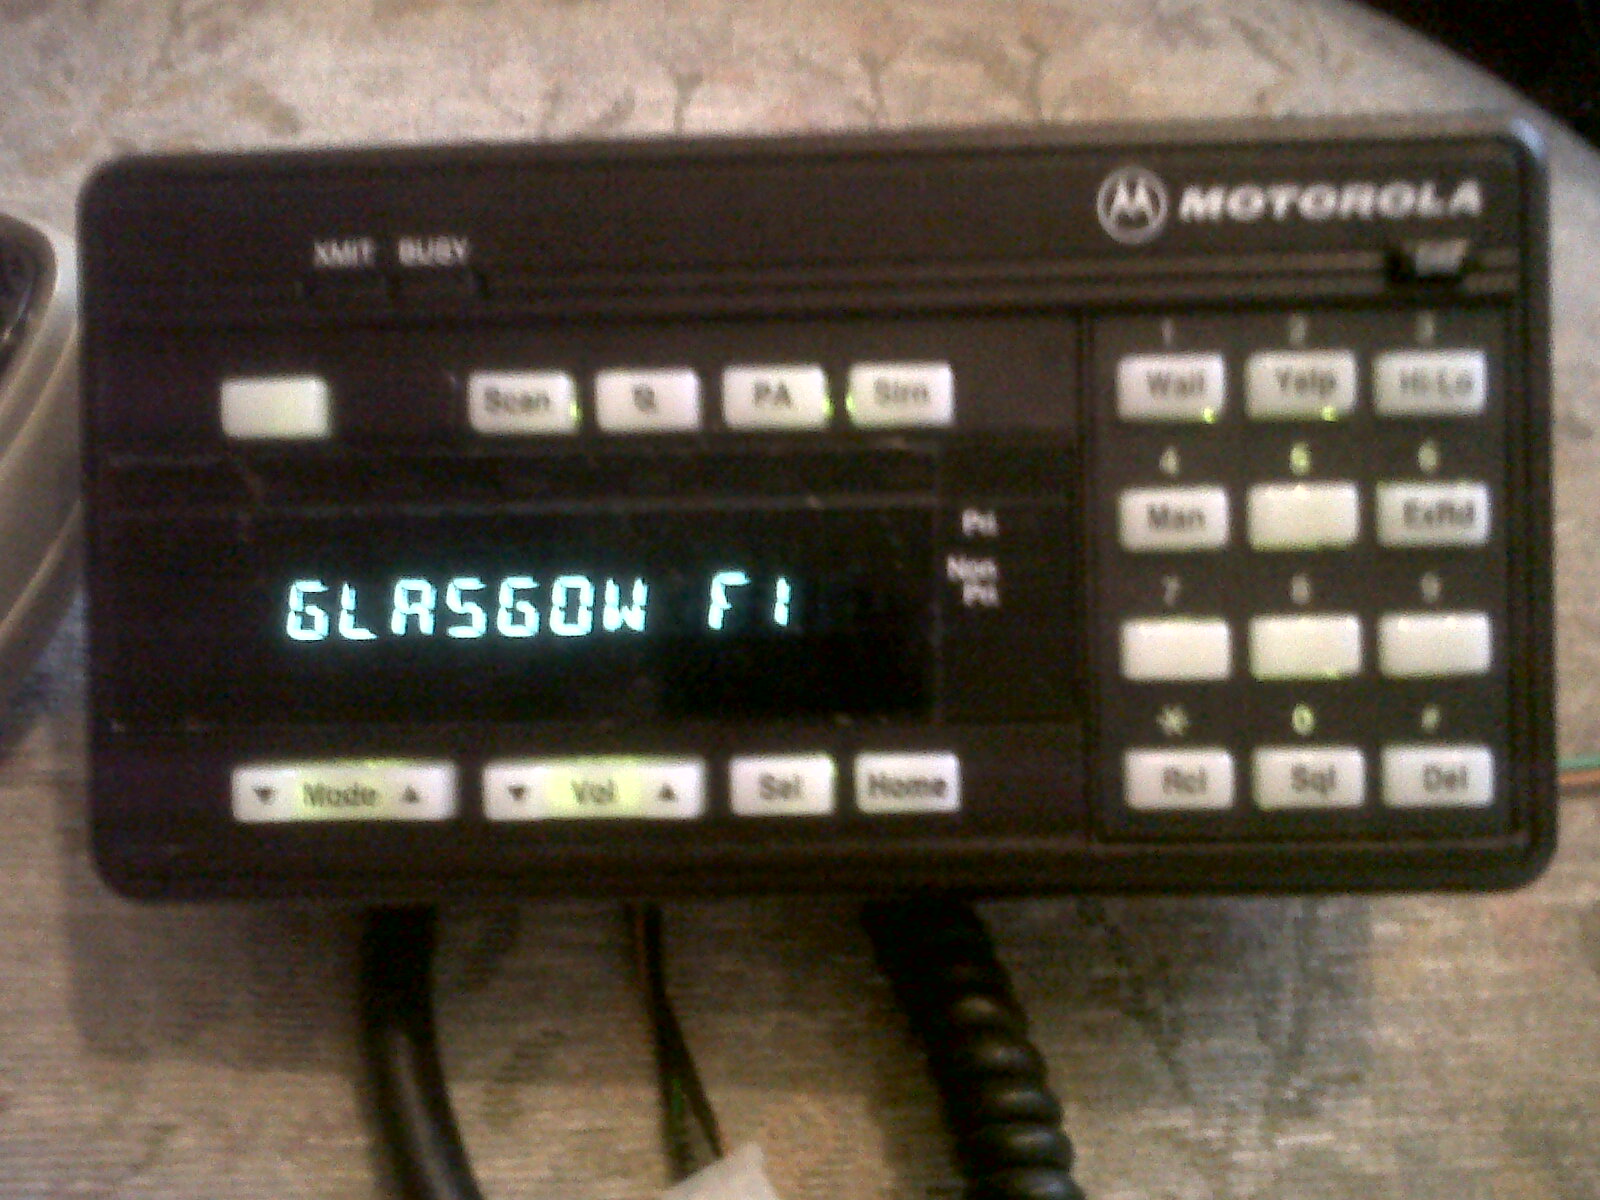 MOTOROLA
XMIT BUSY
1 2 3
Scan PA Sirn
Wail Yelp Hi/Lo
4 5 6
Man ExRd
Pri
Non
Pri
GLASGOW F1
7 8 9
* 0 #
▼ Mode ▲ ▼ Vol ▲ Sel Home
Rcl Sql Del